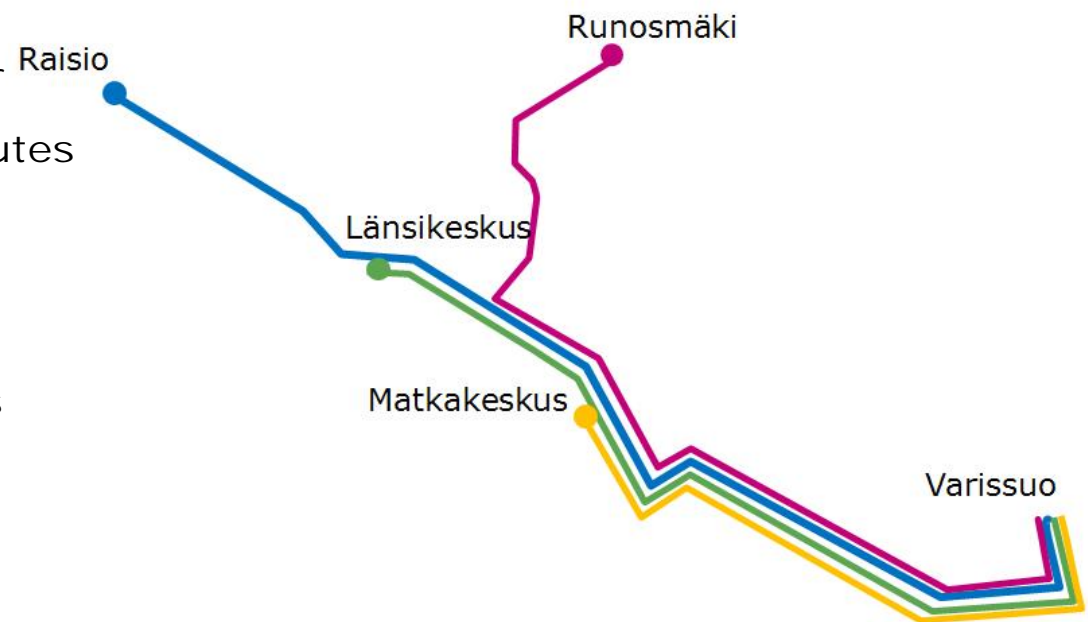 Runosmäki
Raisio
utes
Länsikeskus
Matkakeskus
s
Varissuo